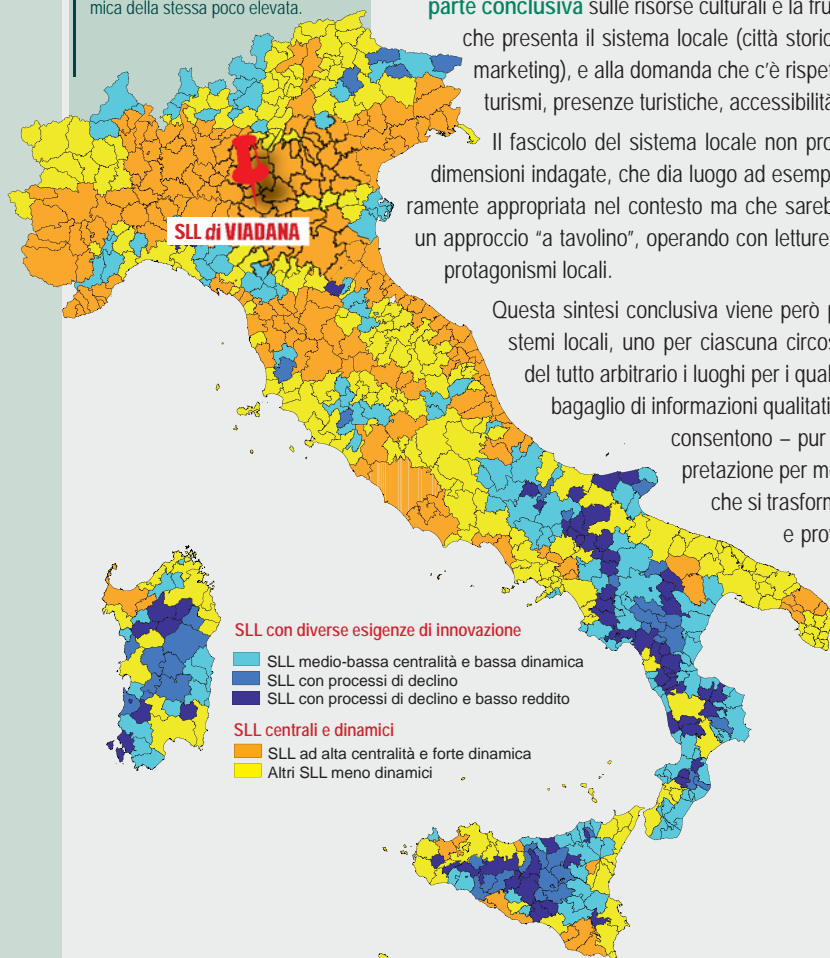 mica della stessa poco elevata.
parte conclusiva sulle risorse culturali e la fru
che presenta il sistema locale (città storic
marketing), e alla domanda che c'è rispet
turismi, presenze turistiche, accessibilità
Il fascicolo del sistema locale non pro
dimensioni indagate, che dia luogo ad esemp
ramente appropriata nel contesto ma che sareb
un approccio “a tavolino”, operando con letture
protagonismi locali.
Questa sintesi conclusiva viene però p
stemi locali, uno per ciascuna circos
del tutto arbitrario i luoghi per i qual
bagaglio di informazioni qualitati
consentono – pur
pretazione per me
che si trasform
e prov
SLL di VIADANA
SLL con diverse esigenze di innovazione
SLL medio-bassa centralità e bassa dinamica
SLL con processi di declino
SLL con processi di declino e basso reddito
SLL centrali e dinamici
SLL ad alta centralità e forte dinamica
Altri SLL meno dinamici